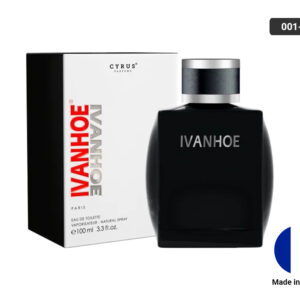 001-
CYRUS®
PARFUMS
IVANHOE®
IVANHOE
PARIS
EAU DE TOILETTE
VAPORISATEUR - NATURAL SPRAY
℮100 ml 3,3 fl.oz.
IVANHOE
Made in